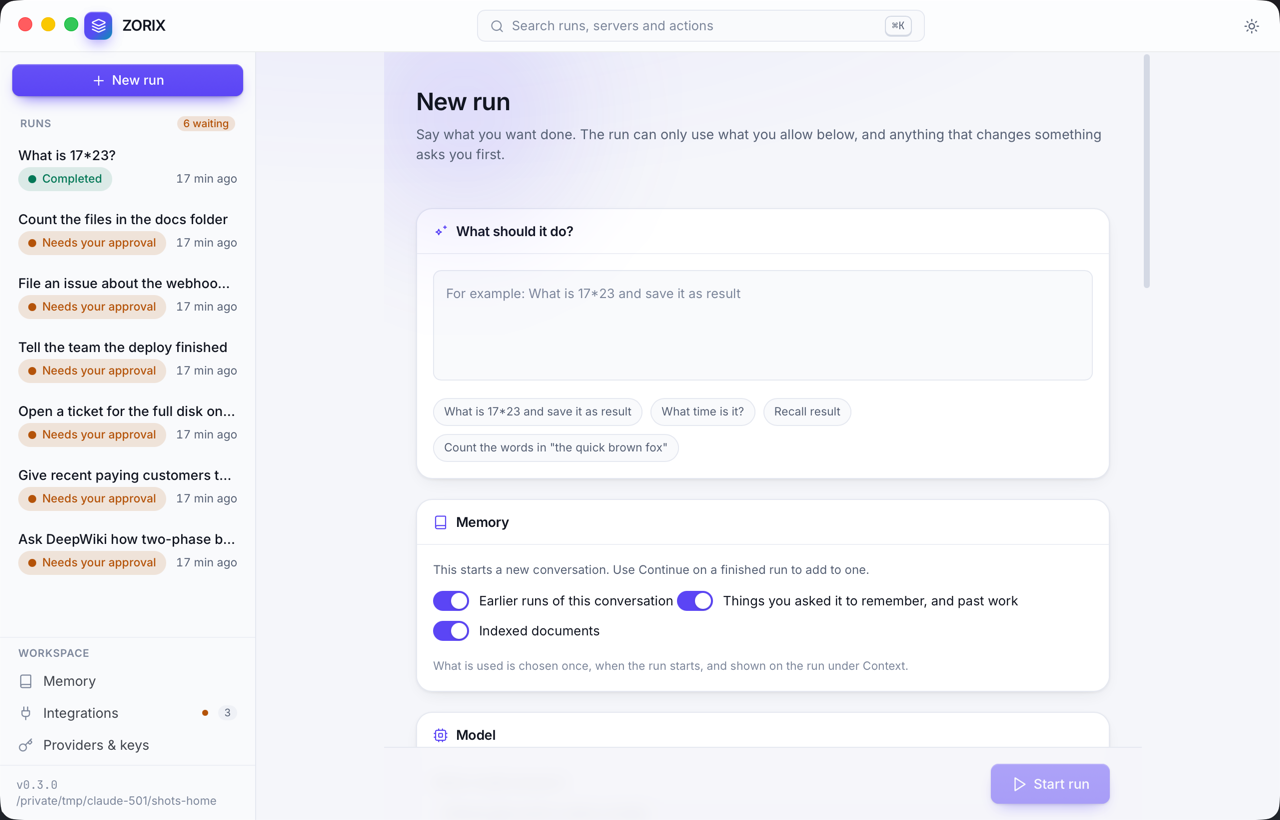 ZORIX
Search runs, servers and actions
⌘K
New run
RUNS
6 waiting
What is 17*23?
Completed
17 min ago
Count the files in the docs folder
Needs your approval
17 min ago
File an issue about the webhoo...
Needs your approval
17 min ago
Tell the team the deploy finished
Needs your approval
17 min ago
Open a ticket for the full disk on...
Needs your approval
17 min ago
Give recent paying customers t...
Needs your approval
17 min ago
Ask DeepWiki how two-phase b...
Needs your approval
17 min ago
WORKSPACE
Memory
Integrations
3
Providers & keys
v0.3.0
/private/tmp/claude-501/shots-home
New run
Say what you want done. The run can only use what you allow below, and anything that changes something
asks you first.
What should it do?
For example: What is 17*23 and save it as result
What is 17*23 and save it as result
What time is it?
Recall result
Count the words in "the quick brown fox"
Memory
This starts a new conversation. Use Continue on a finished run to add to one.
Earlier runs of this conversation
Things you asked it to remember, and past work
Indexed documents
What is used is chosen once, when the run starts, and shown on the run under Context.
Model
Start run